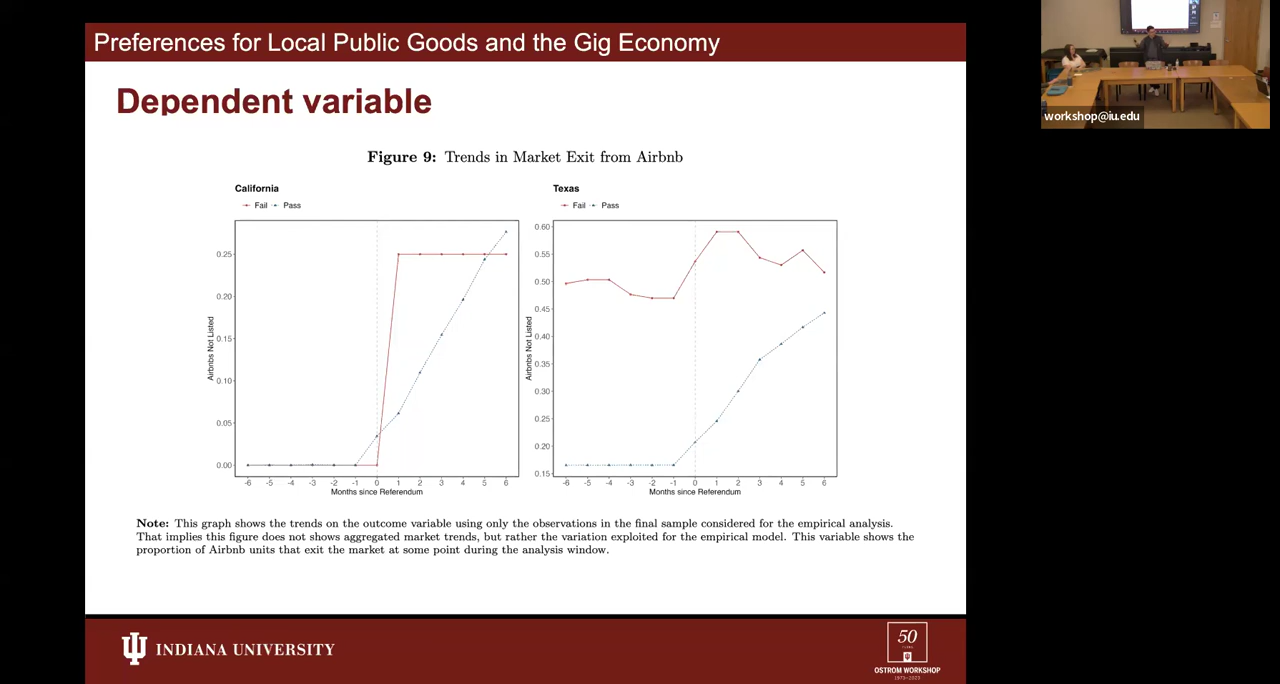 Preferences for Local Public Goods and the Gig Economy
workshop@iu.edu
Dependent variable
Figure 9: Trends in Market Exit from Airbnb
California
Fail Pass
0.25
0.20
0.15
0.10
0.05
0.00
Airbnbs Not Listed
-6 -5 -4 -3 -2 -1 0 1 2 3 4 5 6
Months since Referendum
Texas
Fail Pass
0.60
0.55
0.50
0.45
0.40
0.35
0.30
0.25
0.20
0.15
Airbnbs Not Listed
-6 -5 -4 -3 -2 -1 0 1 2 3 4 5 6
Months since Referendum
Note: This graph shows the trends on the outcome variable using only the observations in the final sample considered for the empirical analysis.
That implies this figure does not shows aggregated market trends, but rather the variation exploited for the empirical model. This variable shows the
proportion of Airbnb units that exit the market at some point during the analysis window.
INDIANA UNIVERSITY
50
OSTROM WORKSHOP
1973-2023